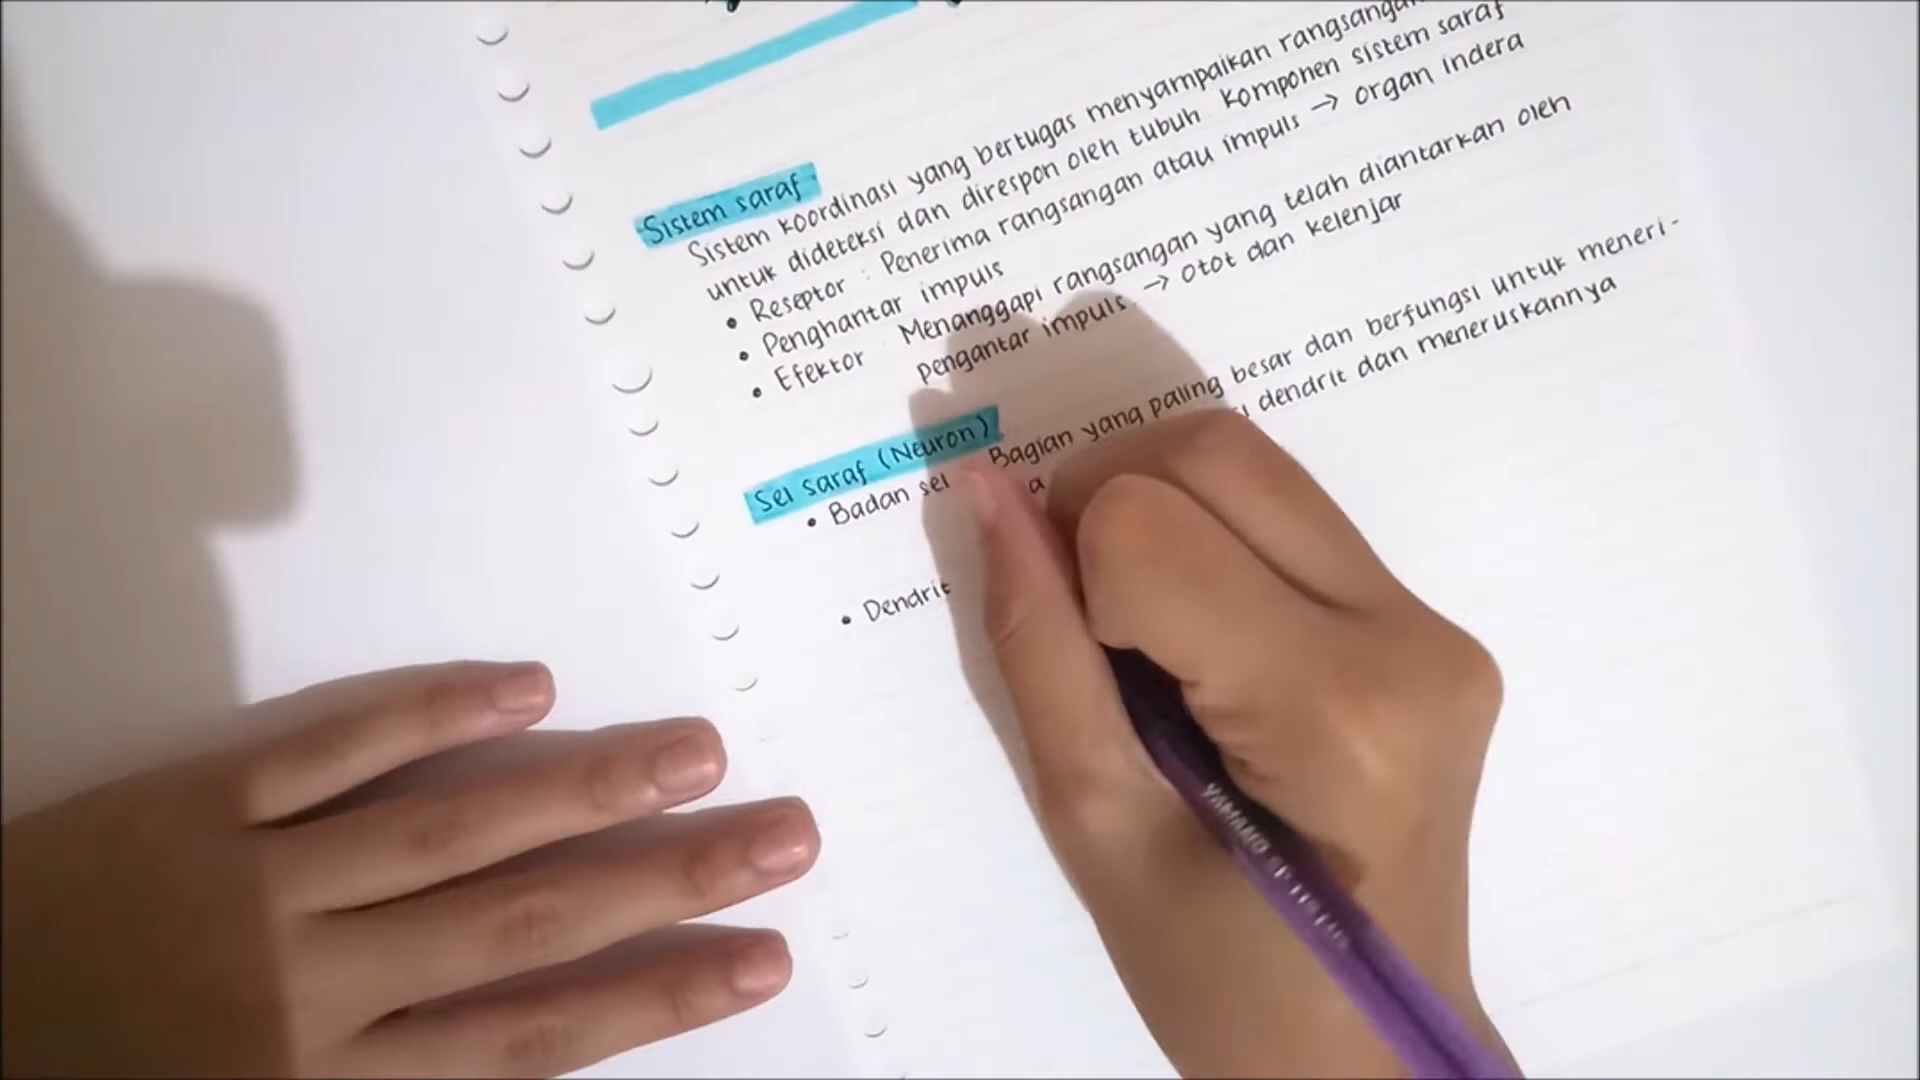 Sistem saraf
Sistem koordinasi yang bertugas menyampaikan rangsangan
untuk dideteksi dan direspon oleh tubuh. Komponen sistem saraf
• Reseptor : Penerima rangsangan atau impuls → organ indera
• Penghantar impuls
• Efektor : Menanggapi rangsangan yang telah diantarkan oleh
pengantar impuls. → Otot dan kelenjar
Sel saraf (Neuron)
• Badan sel Bagian yang paling besar dan berfungsi untuk meneri-
dendrit dan meneruskannya
• Dendrit
YAMAMO